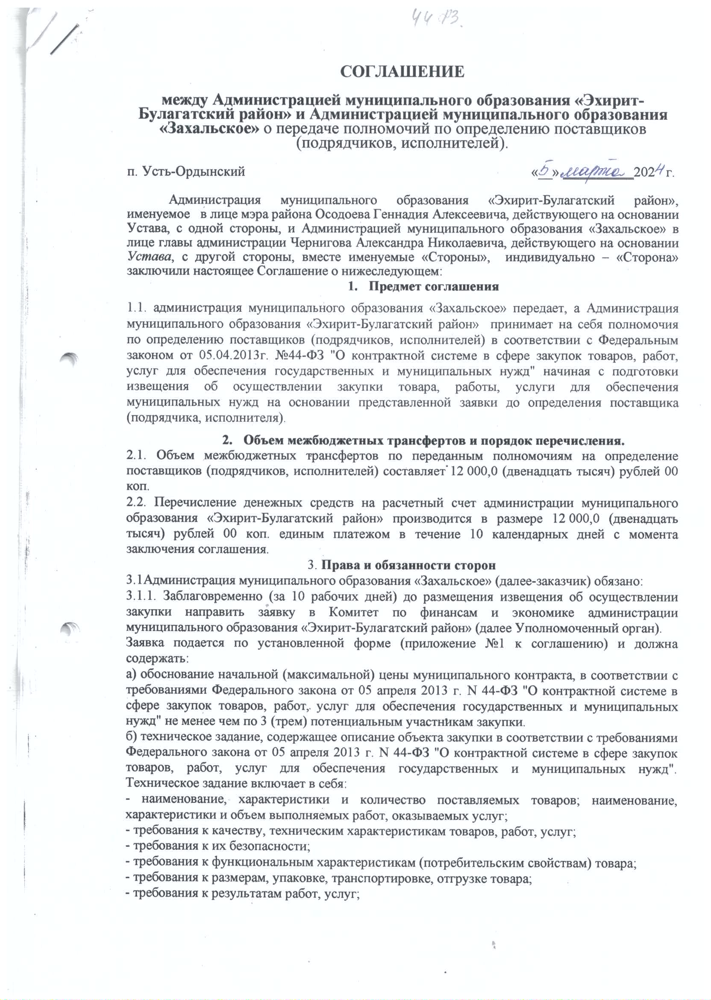 44 ФЗ.
СОГЛАШЕНИЕ
между Администрацией муниципального образования «Эхирит-
Булагатский район» и Администрацией муниципального образования
«Захальское» о передаче полномочий по определению поставщиков
(подрядчиков, исполнителей).
п. Усть-Ордынский «5» марта 2024 г.
Администрация муниципального образования «Эхирит-Булагатский район»,
именуемое в лице мэра района Осодоева Геннадия Алексеевича, действующего на основании
Устава, с одной стороны, и Администрацией муниципального образования «Захальское» в
лице главы администрации Чернигова Александра Николаевича, действующего на основании
Устава, с другой стороны, вместе именуемые «Стороны», индивидуально – «Сторона»
заключили настоящее Соглашение о нижеследующем:
1. Предмет соглашения
1.1. администрация муниципального образования «Захальское» передает, а Администрация
муниципального образования «Эхирит-Булагатский район» принимает на себя полномочия
по определению поставщиков (подрядчиков, исполнителей) в соответствии с Федеральным
законом от 05.04.2013г. №44-ФЗ "О контрактной системе в сфере закупок товаров, работ,
услуг для обеспечения государственных и муниципальных нужд" начиная с подготовки
извещения об осуществлении закупки товара, работы, услуги для обеспечения
муниципальных нужд на основании представленной заявки до определения поставщика
(подрядчика, исполнителя).
2. Объем межбюджетных трансфертов и порядок перечисления.
2.1. Объем межбюджетных трансфертов по переданным полномочиям на определение
поставщиков (подрядчиков, исполнителей) составляет 12 000,0 (двенадцать тысяч) рублей 00
коп.
2.2. Перечисление денежных средств на расчетный счет администрации муниципального
образования «Эхирит-Булагатский район» производится в размере 12 000,0 (двенадцать
тысяч) рублей 00 коп. единым платежом в течение 10 календарных дней с момента
заключения соглашения.
3. Права и обязанности сторон
3.1Администрация муниципального образования «Захальское» (далее-заказчик) обязано:
3.1.1. Заблаговременно (за 10 рабочих дней) до размещения извещения об осуществлении
закупки направить заявку в Комитет по финансам и экономике администрации
муниципального образования «Эхирит-Булагатский район» (далее Уполномоченный орган).
Заявка подается по установленной форме (приложение №1 к соглашению) и должна
содержать:
а) обоснование начальной (максимальной) цены муниципального контракта, в соответствии с
требованиями Федерального закона от 05 апреля 2013 г. N 44-ФЗ "О контрактной системе в
сфере закупок товаров, работ, услуг для обеспечения государственных и муниципальных
нужд" не менее чем по 3 (трем) потенциальным участникам закупки.
б) техническое задание, содержащее описание объекта закупки в соответствии с требованиями
Федерального закона от 05 апреля 2013 г. N 44-ФЗ "О контрактной системе в сфере закупок
товаров, работ, услуг для обеспечения государственных и муниципальных нужд".
Техническое задание включает в себя:
- наименование, характеристики и количество поставляемых товаров; наименование,
характеристики и объем выполняемых работ, оказываемых услуг;
- требования к качеству, техническим характеристикам товаров, работ, услуг;
- требования к их безопасности;
- требования к функциональным характеристикам (потребительским свойствам) товара;
- требования к размерам, упаковке, транспортировке, отгрузке товара;
- требования к результатам работ, услуг;